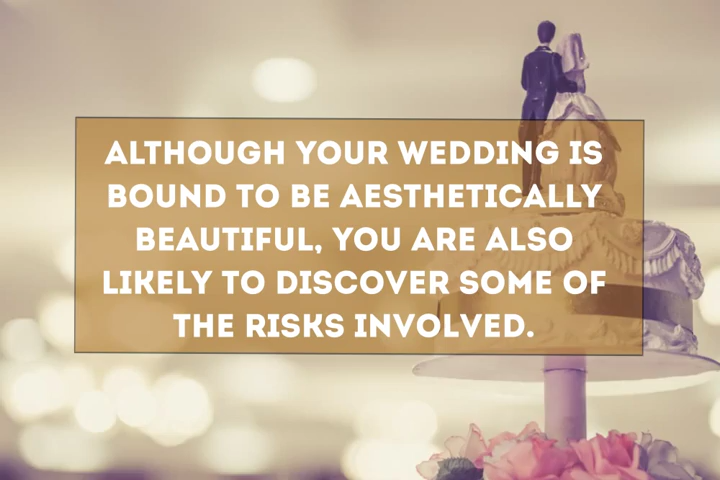 ALTHOUGH YOUR WEDDING IS
BOUND TO BE AESTHETICALLY
BEAUTIFUL, YOU ARE ALSO
LIKELY TO DISCOVER SOME OF
THE RISKS INVOLVED.